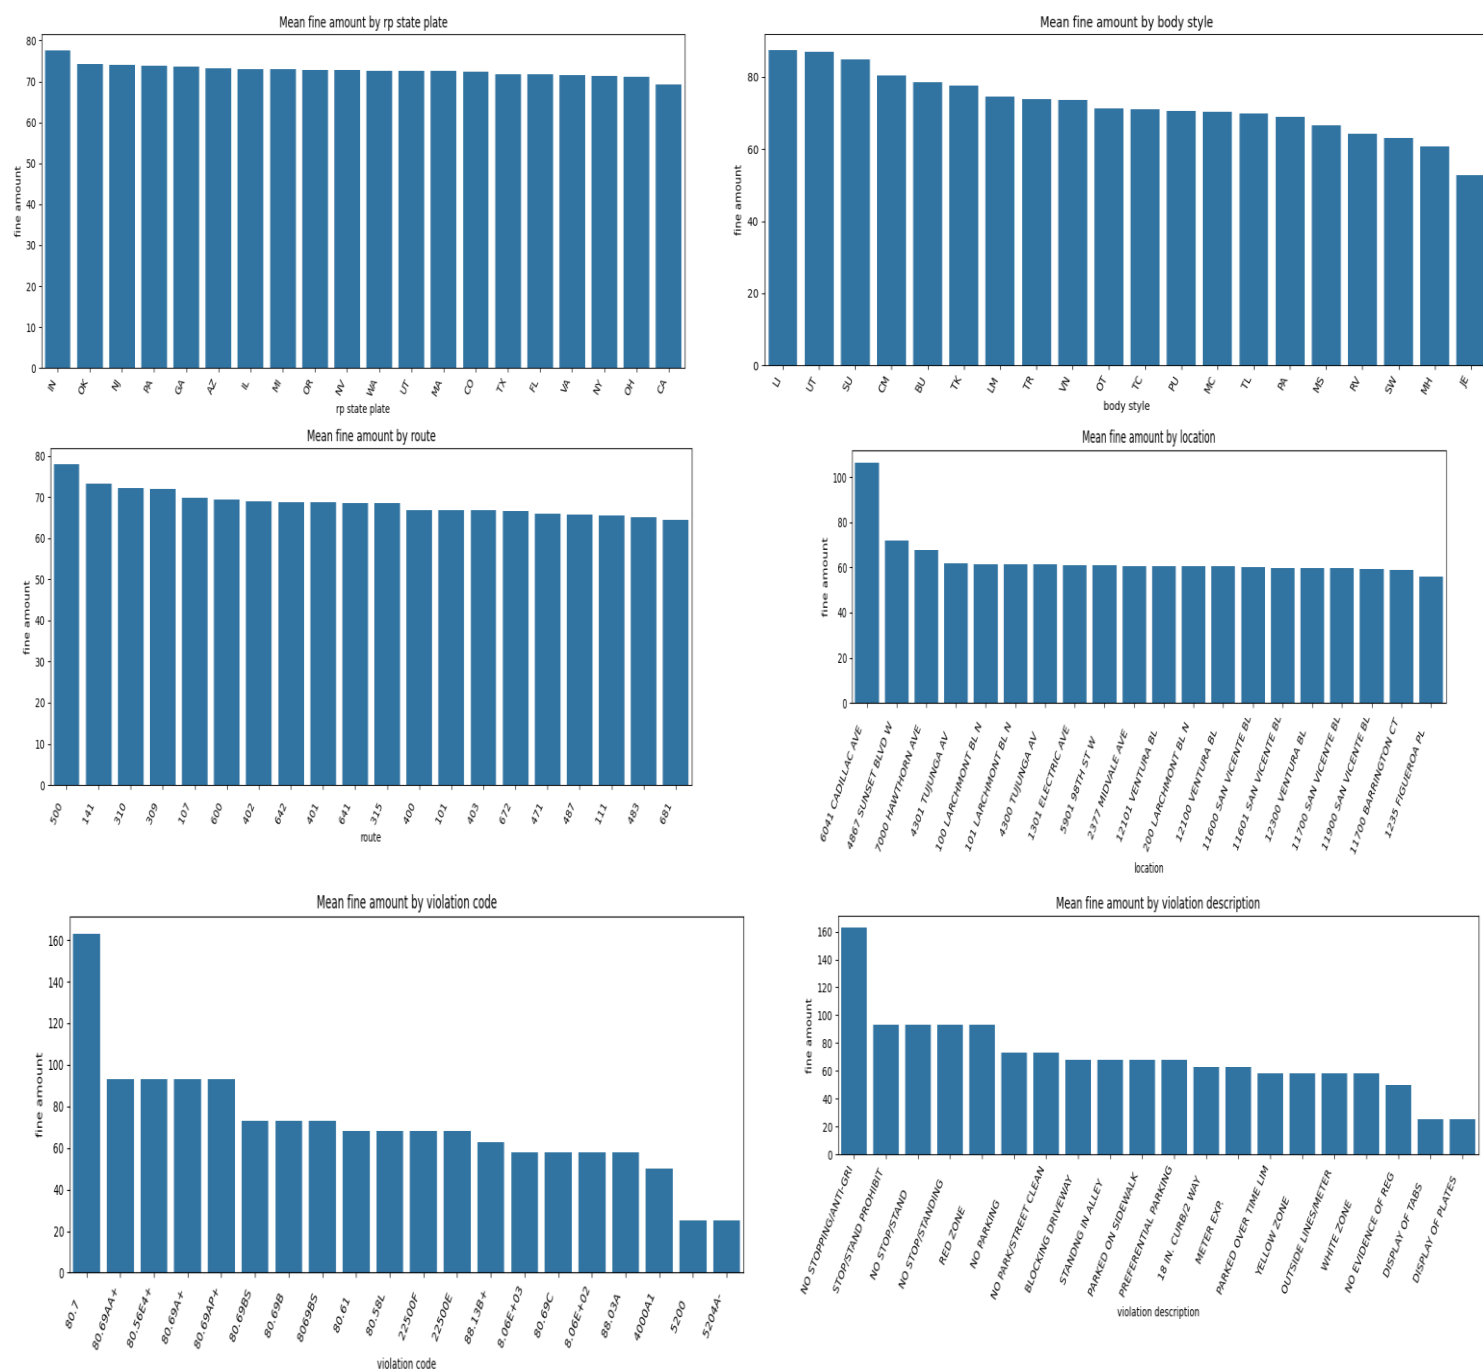 Mean fine amount by rp state plate
fine amount
80
70
60
50
40
30
20
10
0
IN OK NJ PA GA AZ IL MI OR NV WA UT MA CO TX FL VA NY OH CA
rp state plate
Mean fine amount by body style
fine amount
80
60
40
20
0
LI UT SU CM BU TK LM TR VN OT TC PU MC TL PA MS RV SW MH JE
body style
Mean fine amount by route
fine amount
80
70
60
50
40
30
20
10
0
500 141 310 309 107 600 402 642 401 641 315 400 101 403 672 471 487 111 483 681
route
Mean fine amount by location
fine amount
100
80
60
40
20
0
6041 CADILLAC AVE
4867 SUNSET BLVD W
7000 HAWTHORN AVE
4301 TUJUNGA AV
100 LARCHMONT BL N
101 LARCHMONT BL N
4300 TUJUNGA AV
1301 ELECTRIC AVE
5901 98TH ST W
2377 MIDVALE AVE
12101 VENTURA BL
200 LARCHMONT BL N
12100 VENTURA BL
11600 SAN VICENTE BL
11601 SAN VICENTE BL
12300 VENTURA BL
11700 SAN VICENTE BL
11900 SAN VICENTE BL
11700 BARRINGTON CT
1235 FIGUEROA PL
location
Mean fine amount by violation code
fine amount
160
140
120
100
80
60
40
20
0
80.7
80.69AA+
80.56E4+
80.69A+
80.69AP+
80.69BS
80.69B
8069BS
80.61
80.58L
22500F
22500E
88.13B+
8.06E+03
80.69C
8.06E+02
88.03A
4000A1
5200
5204A-
violation code
Mean fine amount by violation description
fine amount
160
140
120
100
80
60
40
20
0
NO STOPPING/ANTI-GRI
STOP/STAND PROHIBIT
NO STOP/STAND
NO STOP/STANDING
RED ZONE
NO PARKING
NO PARK/STREET CLEAN
BLOCKING DRIVEWAY
STANDNG IN ALLEY
PARKED ON SIDEWALK
PREFERENTIAL PARKING
18 IN. CURB/2 WAY
METER EXP.
PARKED OVER TIME LIM
YELLOW ZONE
OUTSIDE LINES/METER
WHITE ZONE
NO EVIDENCE OF REG
DISPLAY OF TABS
DISPLAY OF PLATES
violation description